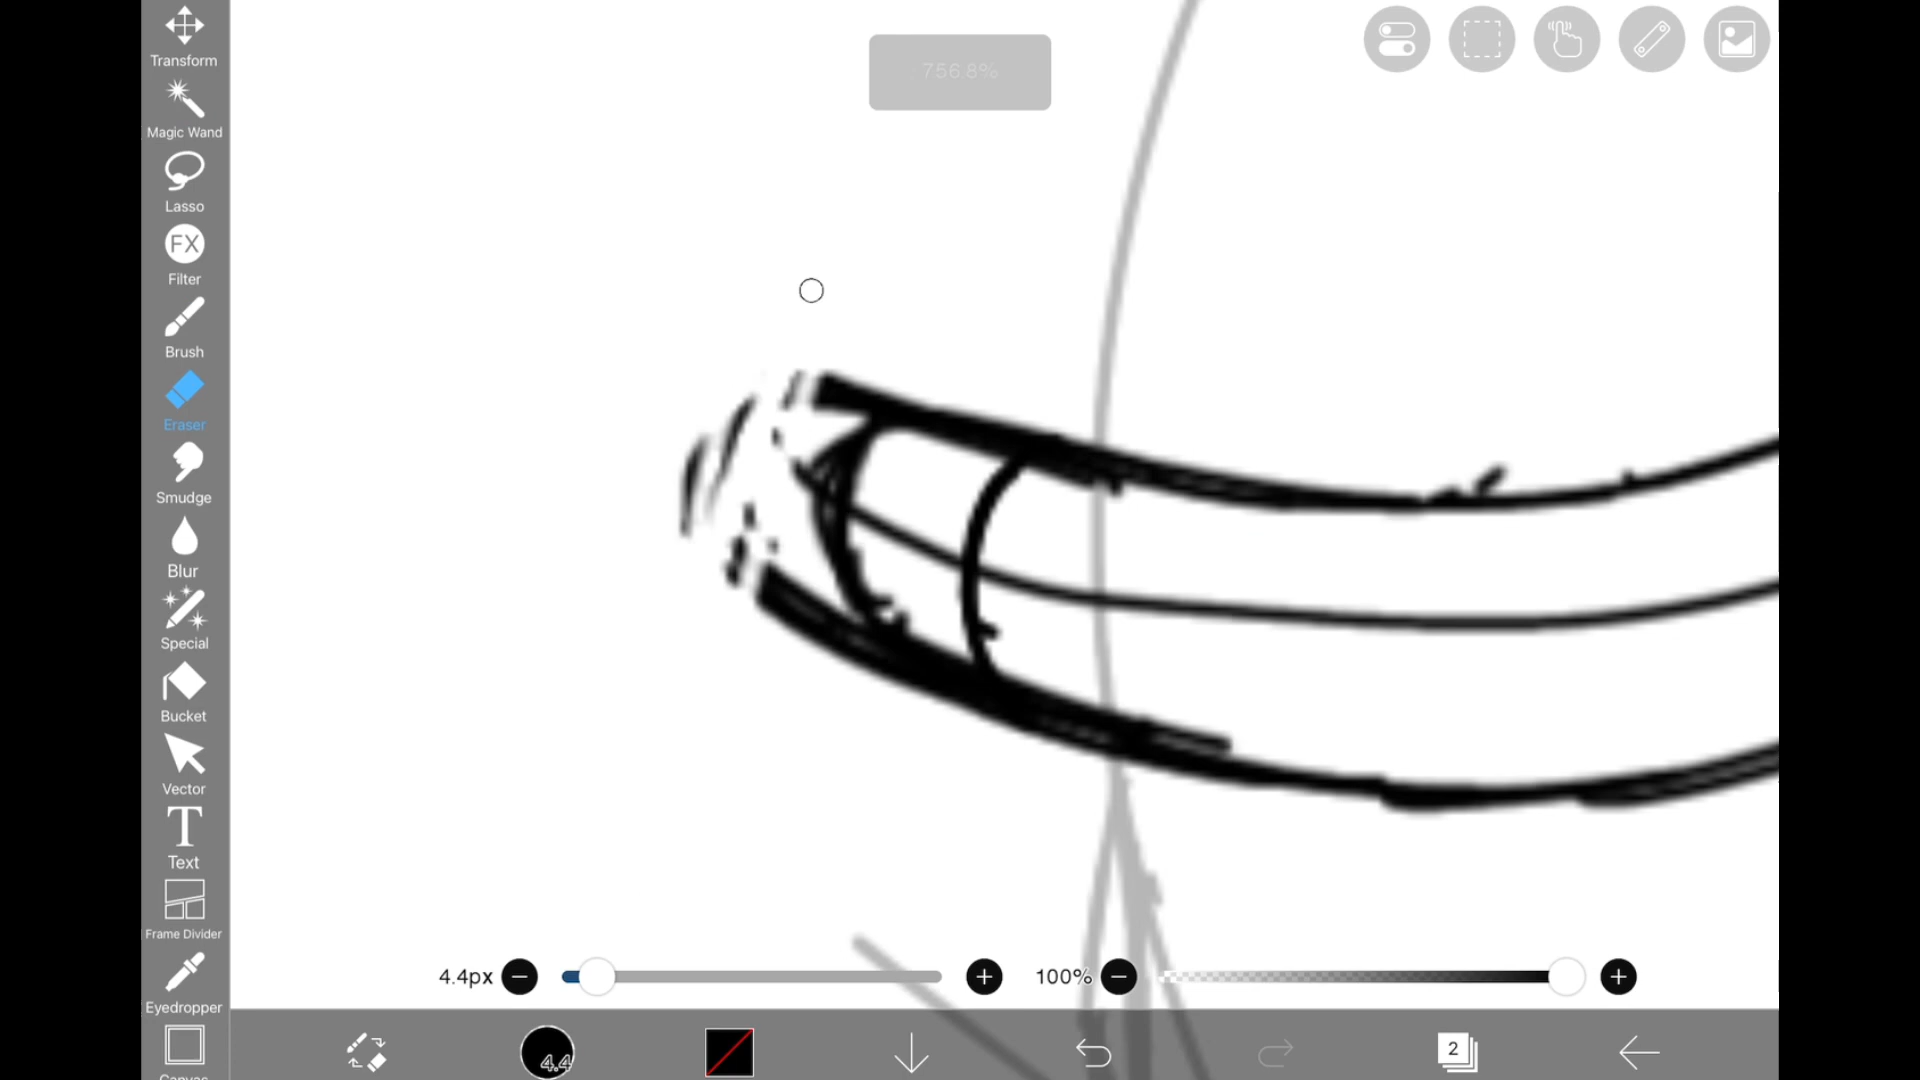 Transform
Magic Wand
Lasso
FX
Filter
Brush
Eraser
Smudge
Blur
Special
Bucket
Vector
T
Text
Frame Divider
Eyedropper
Canvas
756.8%
4.4px
100%
4.4
2